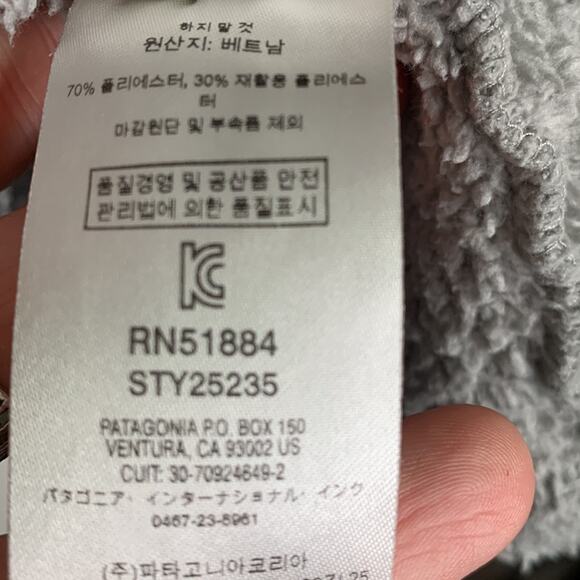 하지말 것
원산지: 베트남
70% 폴리에스터, 30% 재활용 폴리에스
터
마감원단 및 부속품 제외
품질경영 및 공산품 안전
관리법에 의한 품질표시
KC
RN51884
STY25235
PATAGONIA P.O. BOX 150
VENTURA, CA 93002 US
CUIT: 30-70924649-2
パタゴニア・インターナショナル・インク
0467-23-8961
(주)파타고니아코리아